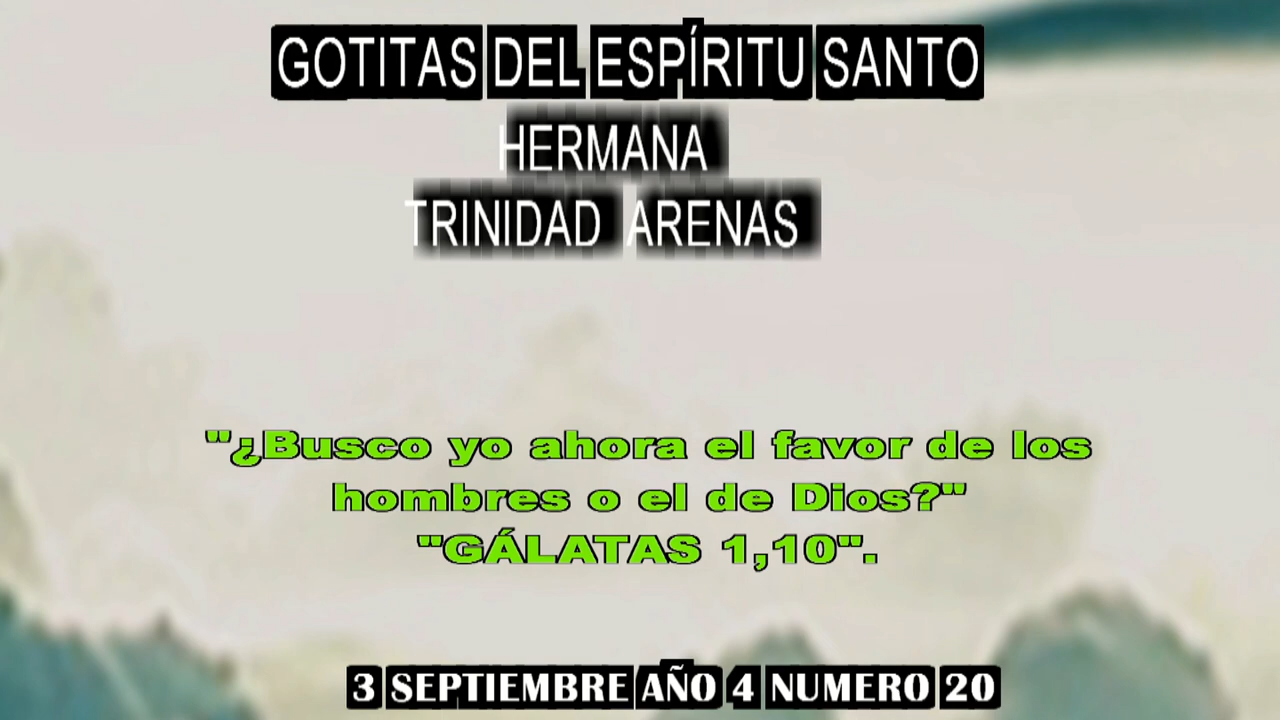 GOTITAS DEL ESPÍRITU SANTO
HERMANA
TRINIDAD ARENAS
"¿Busco yo ahora el favor de los
hombres o el de Dios?"
"GÁLATAS 1,10".
3 SEPTIEMBRE AÑO 4 NUMERO 20